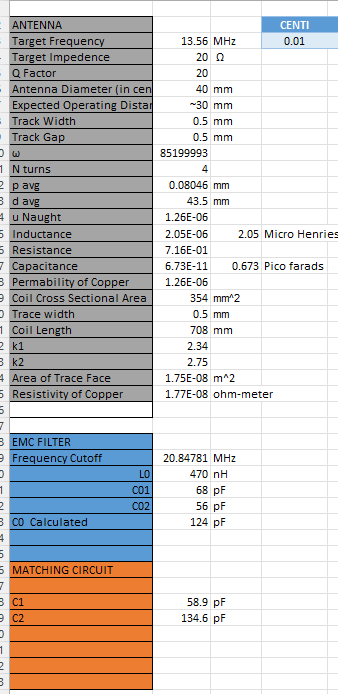 ANTENNA CENTI
Target Frequency 13.56 MHz 0.01
Target Impedence 20 Ω
Q Factor 20
Antenna Diameter (in cen 40 mm
Expected Operating Distar ~30 mm
Track Width 0.5 mm
Track Gap 0.5 mm
ω 85199993
N turns 4
p avg 0.08046 mm
d avg 43.5 mm
u Naught 1.26E-06
Inductance 2.05E-06 2.05 Micro Henries
Resistance 7.16E-01
Capacitance 6.73E-11 0.673 Pico farads
Permability of Copper 1.26E-06
Coil Cross Sectional Area 354 mm^2
Trace width 0.5 mm
Coil Length 708 mm
k1 2.34
k2 2.75
Area of Trace Face 1.75E-08 m^2
Resistivity of Copper 1.77E-08 ohm-meter
EMC FILTER
Frequency Cutoff 20.84781 MHz
L0 470 nH
C01 68 pF
C02 56 pF
C0 Calculated 124 pF
MATCHING CIRCUIT
C1 58.9 pF
C2 134.6 pF